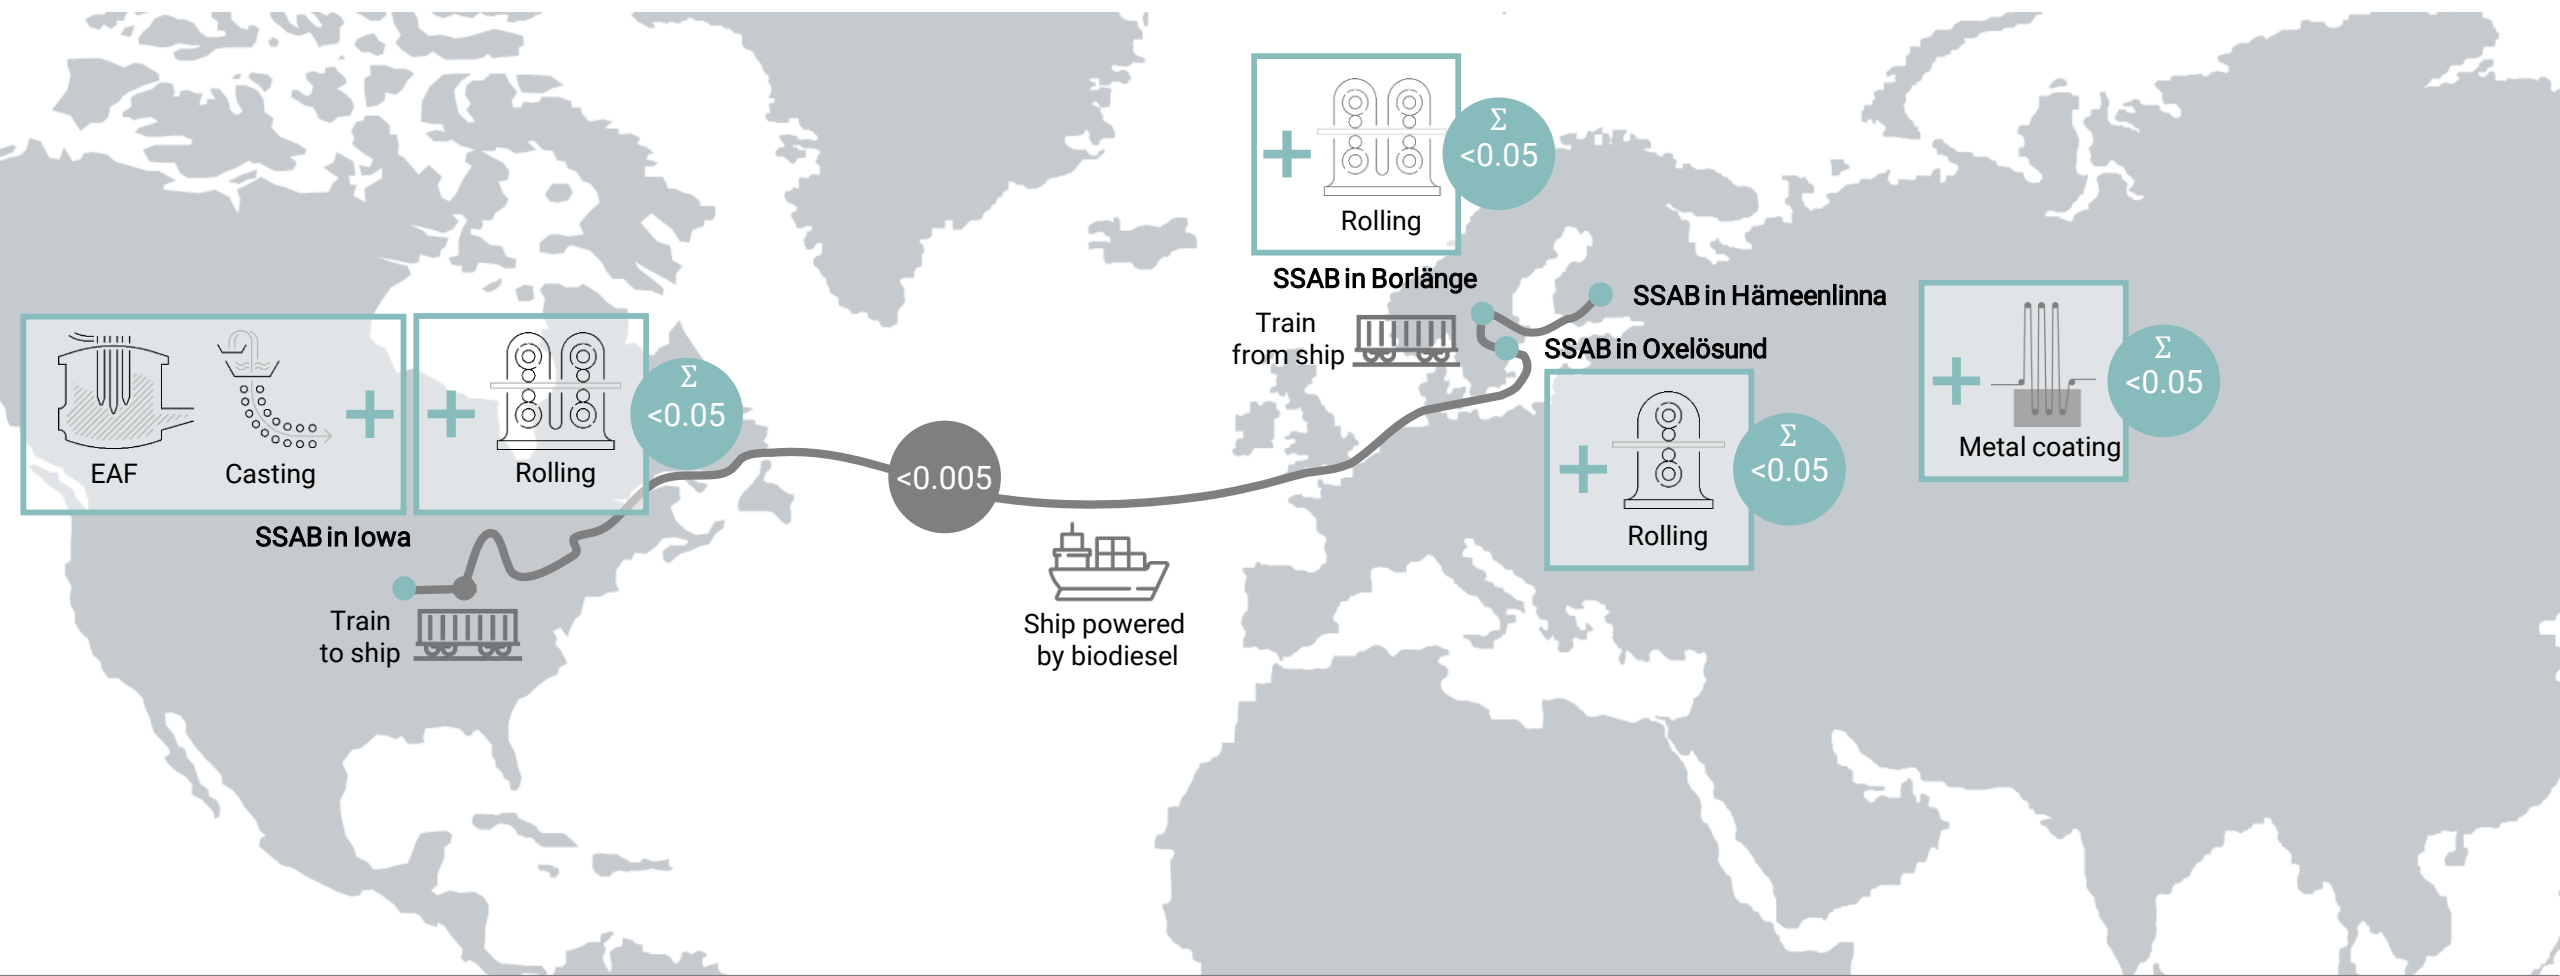 EAF
Casting
+
+
Rolling
Σ
<0.05
SSAB in Iowa
Train
to ship
<0.005
Ship powered
by biodiesel
+
Rolling
Σ
<0.05
SSAB in Borlänge
Train
from ship
SSAB in Hämeenlinna
SSAB in Oxelösund
+
Rolling
Σ
<0.05
+
Metal coating
Σ
<0.05